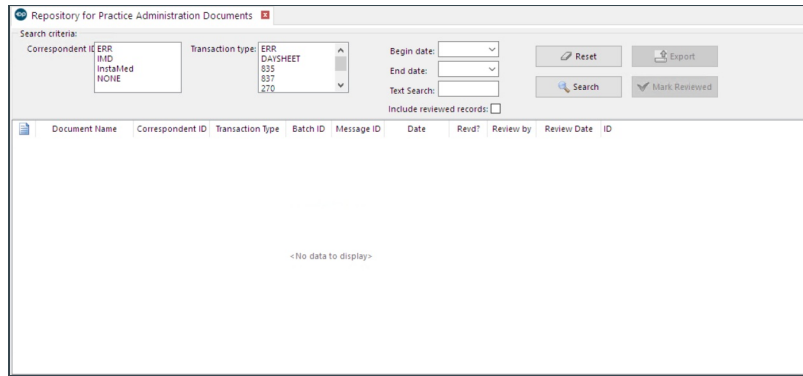 Repository for Practice Administration Documents
Search criteria:
Correspondent ID
ERR
IMD
InstaMed
NONE
Transaction type:
ERR
DAYSHEET
835
837
270
Begin date:
End date:
Text Search:
Include reviewed records:
Reset
Export
Search
Mark Reviewed
Document Name Correspondent ID Transaction Type Batch ID Message ID Date Revd? Review by Review Date ID
<No data to display>